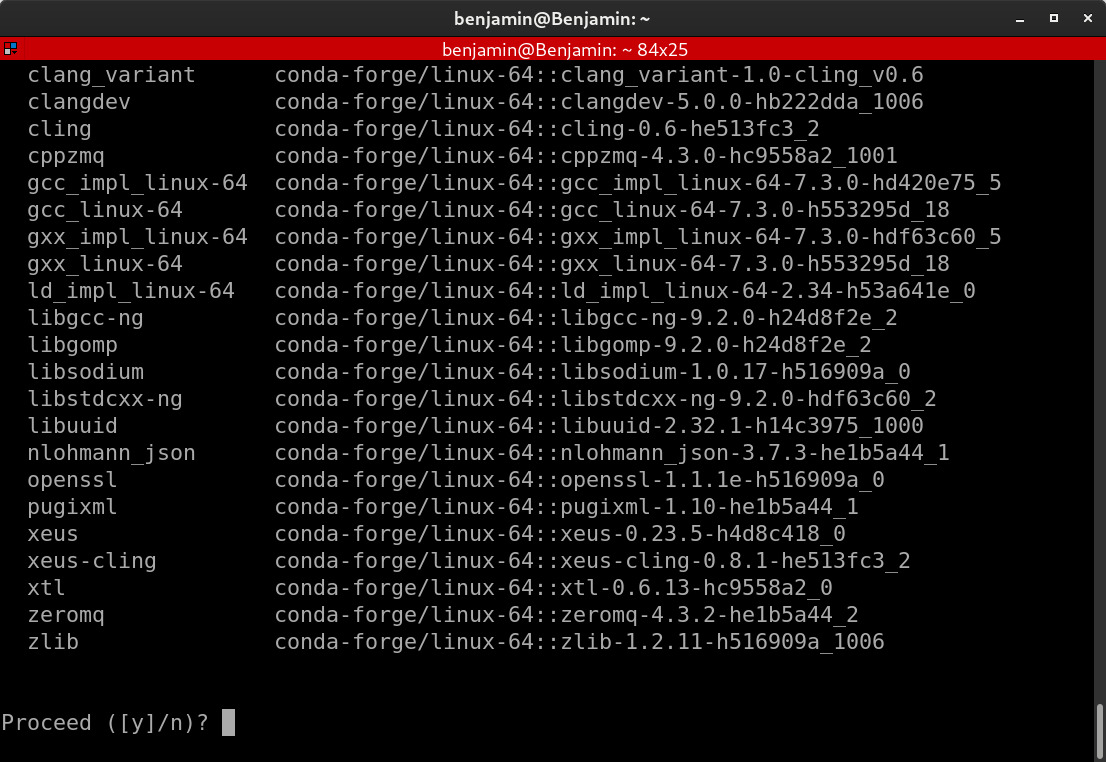 benjamin@Benjamin: ~
benjamin@Benjamin: ~ 84x25
clang_variant conda-forge/linux-64::clang_variant-1.0-cling_v0.6
clangdev conda-forge/linux-64::clangdev-5.0.0-hb222dda_1006
cling conda-forge/linux-64::cling-0.6-he513fc3_2
cppzmq conda-forge/linux-64::cppzmq-4.3.0-hc9558a2_1001
gcc_impl_linux-64 conda-forge/linux-64::gcc_impl_linux-64-7.3.0-hd420e75_5
gcc_linux-64 conda-forge/linux-64::gcc_linux-64-7.3.0-h553295d_18
gxx_impl_linux-64 conda-forge/linux-64::gxx_impl_linux-64-7.3.0-hdf63c60_5
gxx_linux-64 conda-forge/linux-64::gxx_linux-64-7.3.0-h553295d_18
ld_impl_linux-64 conda-forge/linux-64::ld_impl_linux-64-2.34-h53a641e_0
libgcc-ng conda-forge/linux-64::libgcc-ng-9.2.0-h24d8f2e_2
libgomp conda-forge/linux-64::libgomp-9.2.0-h24d8f2e_2
libsodium conda-forge/linux-64::libsodium-1.0.17-h516909a_0
libstdcxx-ng conda-forge/linux-64::libstdcxx-ng-9.2.0-hdf63c60_2
libuuid conda-forge/linux-64::libuuid-2.32.1-h14c3975_1000
nlohmann_json conda-forge/linux-64::nlohmann_json-3.7.3-he1b5a44_1
openssl conda-forge/linux-64::openssl-1.1.1e-h516909a_0
pugixml conda-forge/linux-64::pugixml-1.10-he1b5a44_1
xeus conda-forge/linux-64::xeus-0.23.5-h4d8c418_0
xeus-cling conda-forge/linux-64::xeus-cling-0.8.1-he513fc3_2
xtl conda-forge/linux-64::xtl-0.6.13-hc9558a2_0
zeromq conda-forge/linux-64::zeromq-4.3.2-he1b5a44_2
zlib conda-forge/linux-64::zlib-1.2.11-h516909a_1006
Proceed ([y]/n)?